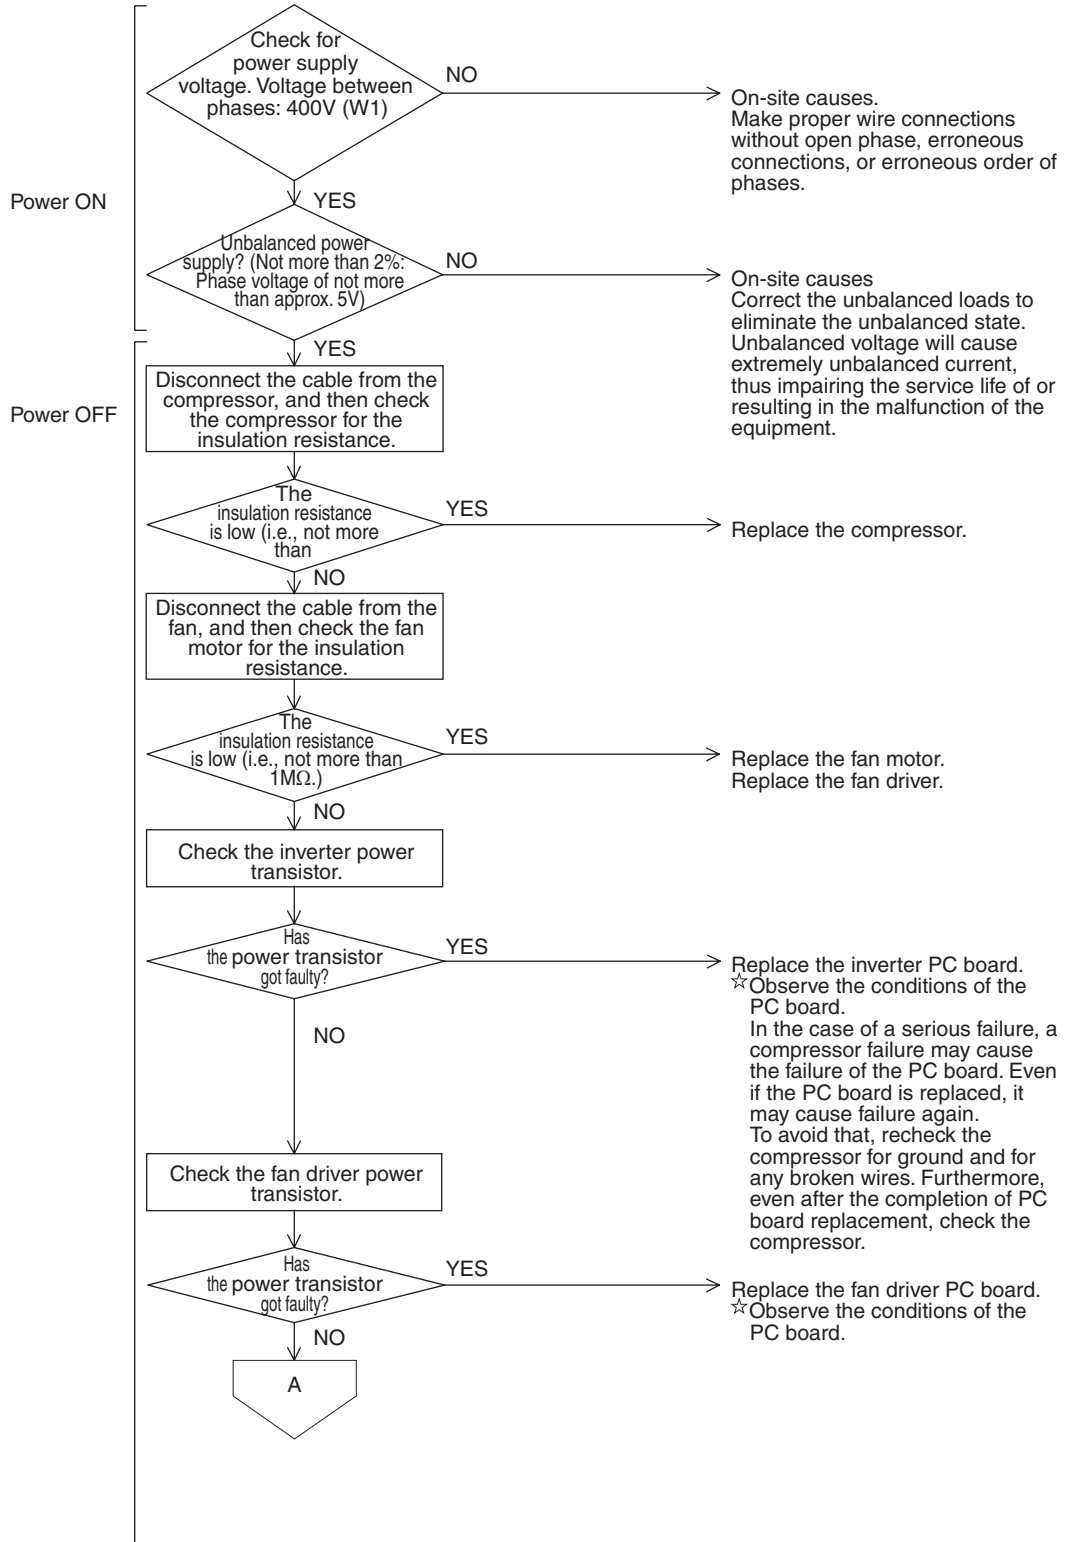 Check for
power supply
voltage. Voltage between
phases: 400V (W1)
NO
On-site causes.
Make proper wire connections
without open phase, erroneous
connections, or erroneous order of
phases.
Power ON
YES
Unbalanced power
supply? (Not more than 2%:
Phase voltage of not more
than approx. 5V)
NO
On-site causes
Correct the unbalanced loads to
eliminate the unbalanced state.
Unbalanced voltage will cause
extremely unbalanced current,
thus impairing the service life of or
resulting in the malfunction of the
equipment.
YES
Power OFF
Disconnect the cable from the
compressor, and then check
the compressor for the
insulation resistance.
The
insulation resistance
is low (i.e., not more
than
YES
Replace the compressor.
NO
Disconnect the cable from the
fan, and then check the fan
motor for the insulation
resistance.
The
insulation resistance
is low (i.e., not more than
1MΩ.)
YES
Replace the fan motor.
Replace the fan driver.
NO
Check the inverter power
transistor.
Has
the power transistor
got faulty?
YES
Replace the inverter PC board.
☆Observe the conditions of the
PC board.
In the case of a serious failure, a
compressor failure may cause
the failure of the PC board. Even
if the PC board is replaced, it
may cause failure again.
To avoid that, recheck the
compressor for ground and for
any broken wires. Furthermore,
even after the completion of PC
board replacement, check the
compressor.
NO
Check the fan driver power
transistor.
Has
the power transistor
got faulty?
YES
Replace the fan driver PC board.
☆Observe the conditions of the
PC board.
NO
A